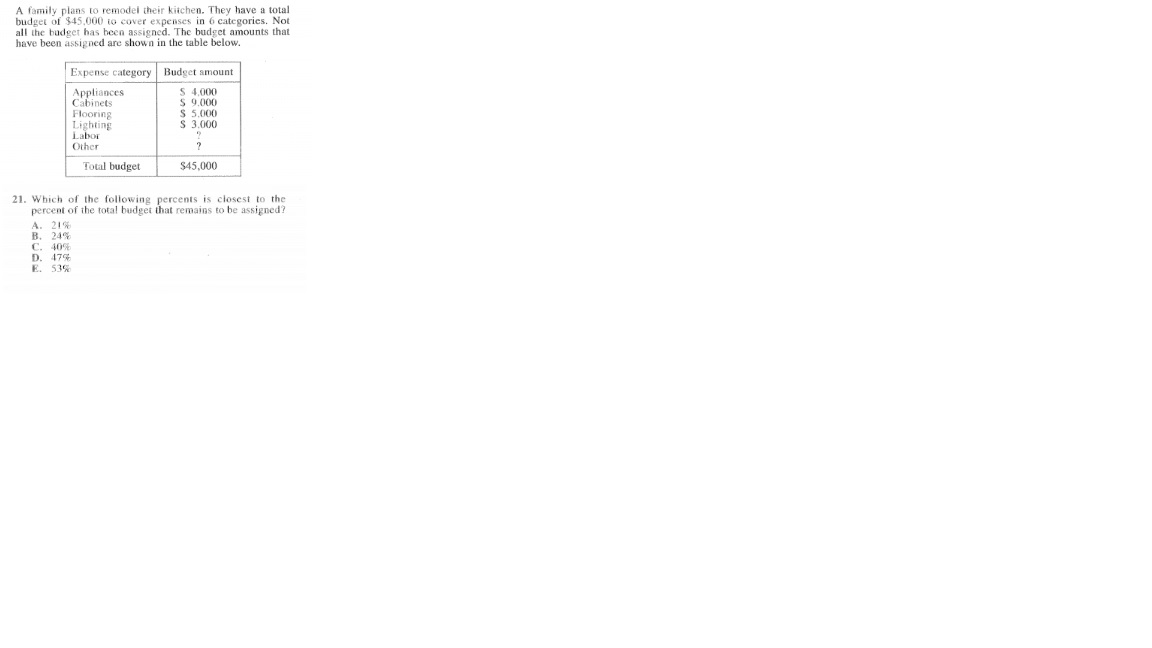 A family plans to remodel their kitchen. They have a total
budget of $45,000 to cover expenses in 6 categories. Not
all the budget has been assigned. The budget amounts that
have been assigned are shown in the table below.
Expense category Budget amount
Appliances $ 4,000
Cabinets $ 9,000
Flooring $ 5,000
Lighting $ 3,000
Labor ?
Other ?
Total budget $45,000
21. Which of the following percents is closest to the
percent of the total budget that remains to be assigned?
A. 21%
B. 24%
C. 40%
D. 47%
E. 53%